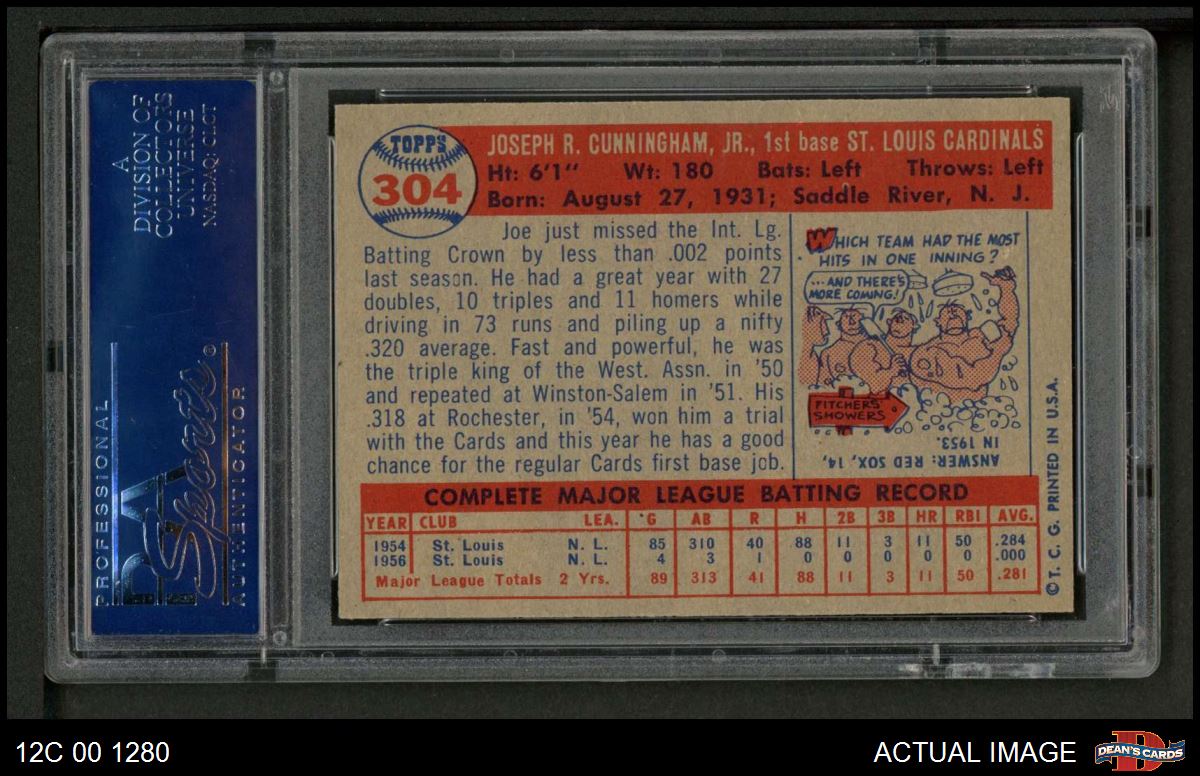 A
DIVISION OF
COLLECTORS
UNIVERSE
NASDAQ: CLCT
PROFESSIONAL
PSA
Sports®
AUTHENTICATOR
TOPPS
304
JOSEPH R. CUNNINGHAM, JR., 1st base ST. LOUIS CARDINALS
Ht: 6'1" Wt: 180 Bats: Left Throws: Left
Born: August 27, 1931; Saddle River, N. J.
Joe just missed the Int. Lg.
Batting Crown by less than .002 points
last season. He had a great year with 27
doubles, 10 triples and 11 homers while
driving in 73 runs and piling up a nifty
.320 average. Fast and powerful, he was
the triple king of the West. Assn. in '50
and repeated at Winston-Salem in '51. His
.318 at Rochester, in '54, won him a trial
with the Cards and this year he has a good
chance for the regular Cards first base job.
WHICH TEAM HAD THE MOST
HITS IN ONE INNING?
...AND THERE'S
MORE COMING!
PITCHERS'
SHOWERS
ANSWER: RED SOX, 14,
IN 1953.
COMPLETE MAJOR LEAGUE BATTING RECORD
YEAR CLUB LEA. G AB R H 2B 3B HR RBI AVG.
1954 St. Louis N. L. 85 310 40 88 11 3 11 50 .284
1956 St. Louis N. L. 4 3 1 0 0 0 0 0 .000
Major League Totals 2 Yrs. 89 313 41 88 11 3 11 50 .281
© T. C. G. PRINTED IN U.S.A.
12C 00 1280
ACTUAL IMAGE
DEAN'S CARDS